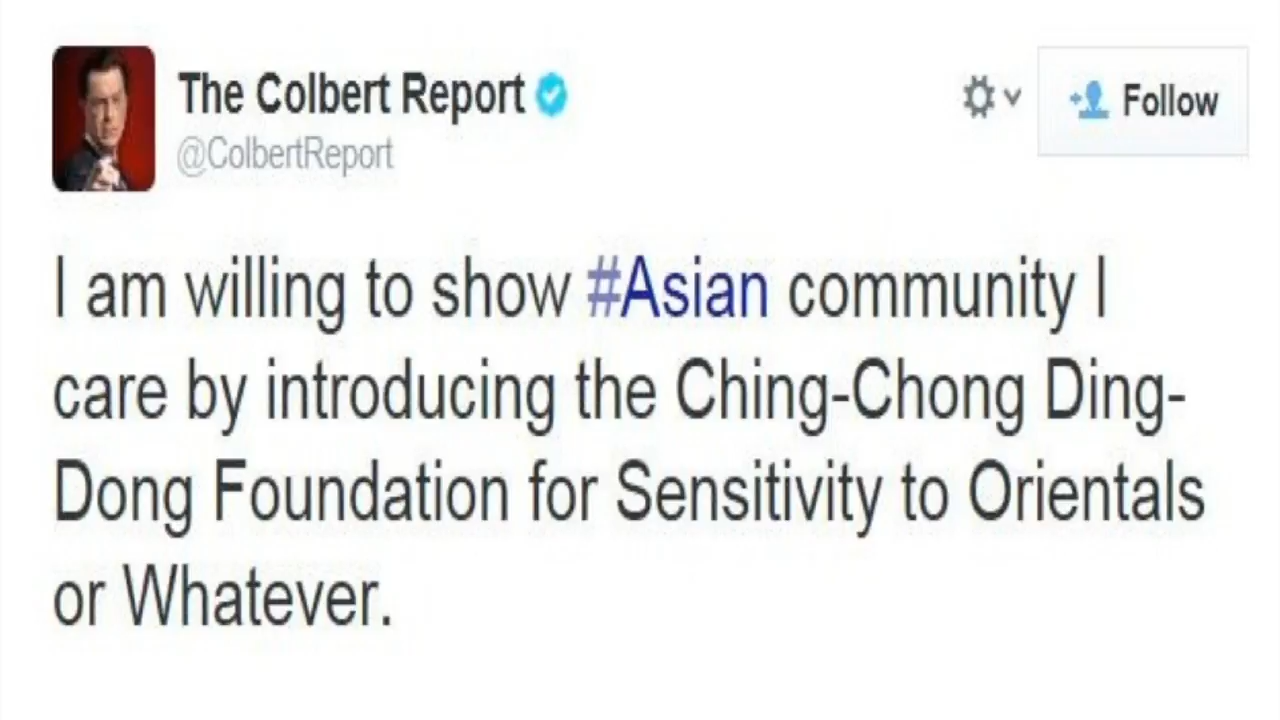 The Colbert Report
@ColbertReport
Follow
I am willing to show #Asian community I
care by introducing the Ching-Chong Ding-
Dong Foundation for Sensitivity to Orientals
or Whatever.